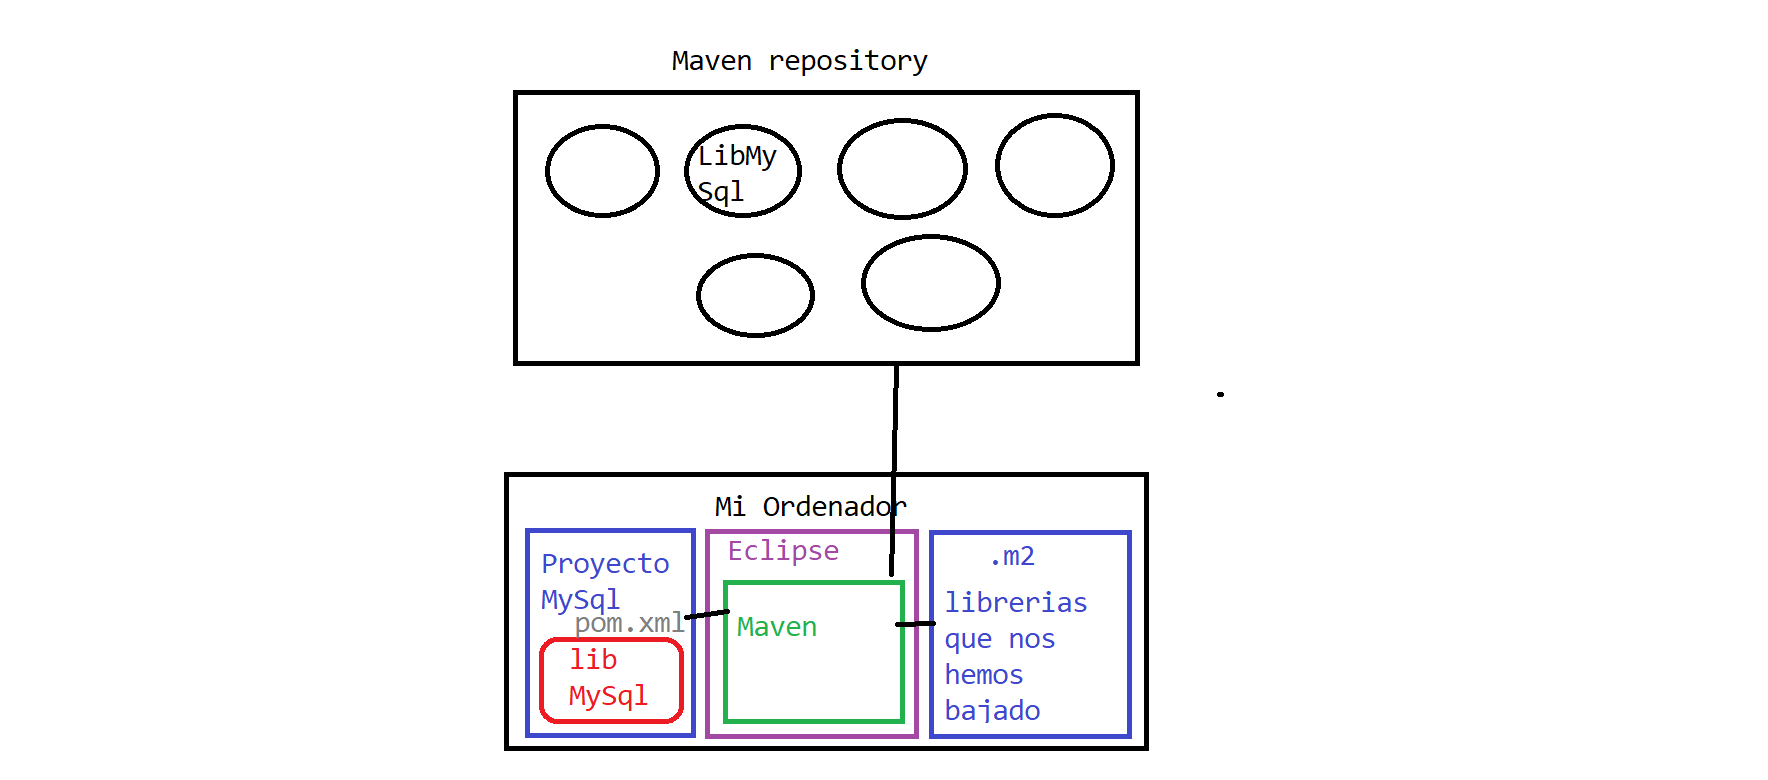 Maven repository
LibMy
Sql
Mi Ordenador
Proyecto
MySql
pom.xml
lib
MySql
Eclipse
Maven
.m2
librerias
que nos
hemos
bajado